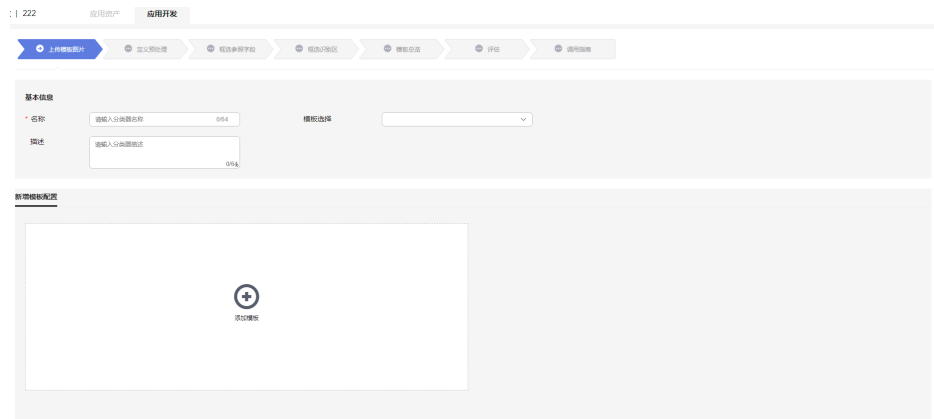 : | 222 应用资产 应用开发
上传模板图片 定义预处理 框选参照字段 框选识别区 模板总览 评估 调用指南
基本信息
* 名称 请输入分类器名称 0/64 模板选择
描述 请输入分类器描述
0/64
新增模板配置
添加模板